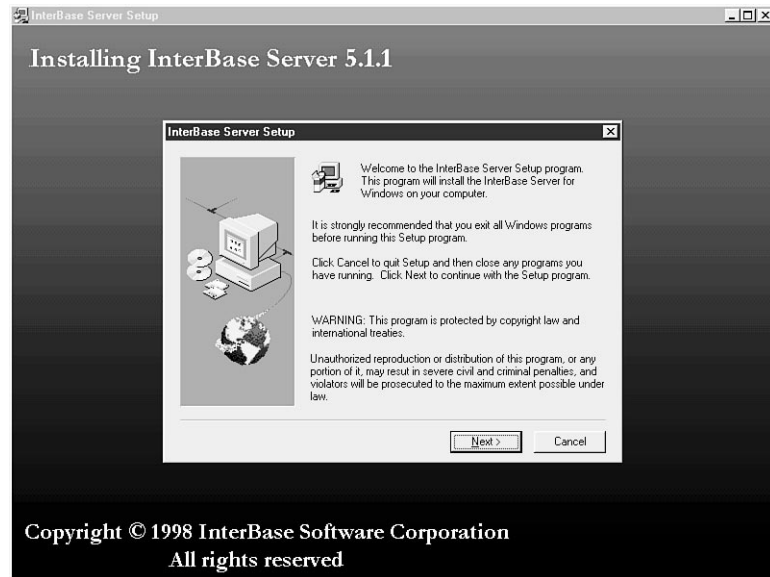 InterBase Server Setup
Installing InterBase Server 5.1.1
InterBase Server Setup
Welcome to the InterBase Server Setup program.
This program will install the InterBase Server for
Windows on your computer.
It is strongly recommended that you exit all Windows programs
before running this Setup program.
Click Cancel to quit Setup and then close any programs you
have running. Click Next to continue with the Setup program.
WARNING: This program is protected by copyright law and
international treaties.
Unauthorized reproduction or distribution of this program, or any
portion of it, may resut in severe civil and criminal penalties, and
violators will be prosecuted to the maximum extent possible under
law.
Next >
Cancel
Copyright © 1998 InterBase Software Corporation
All rights reserved